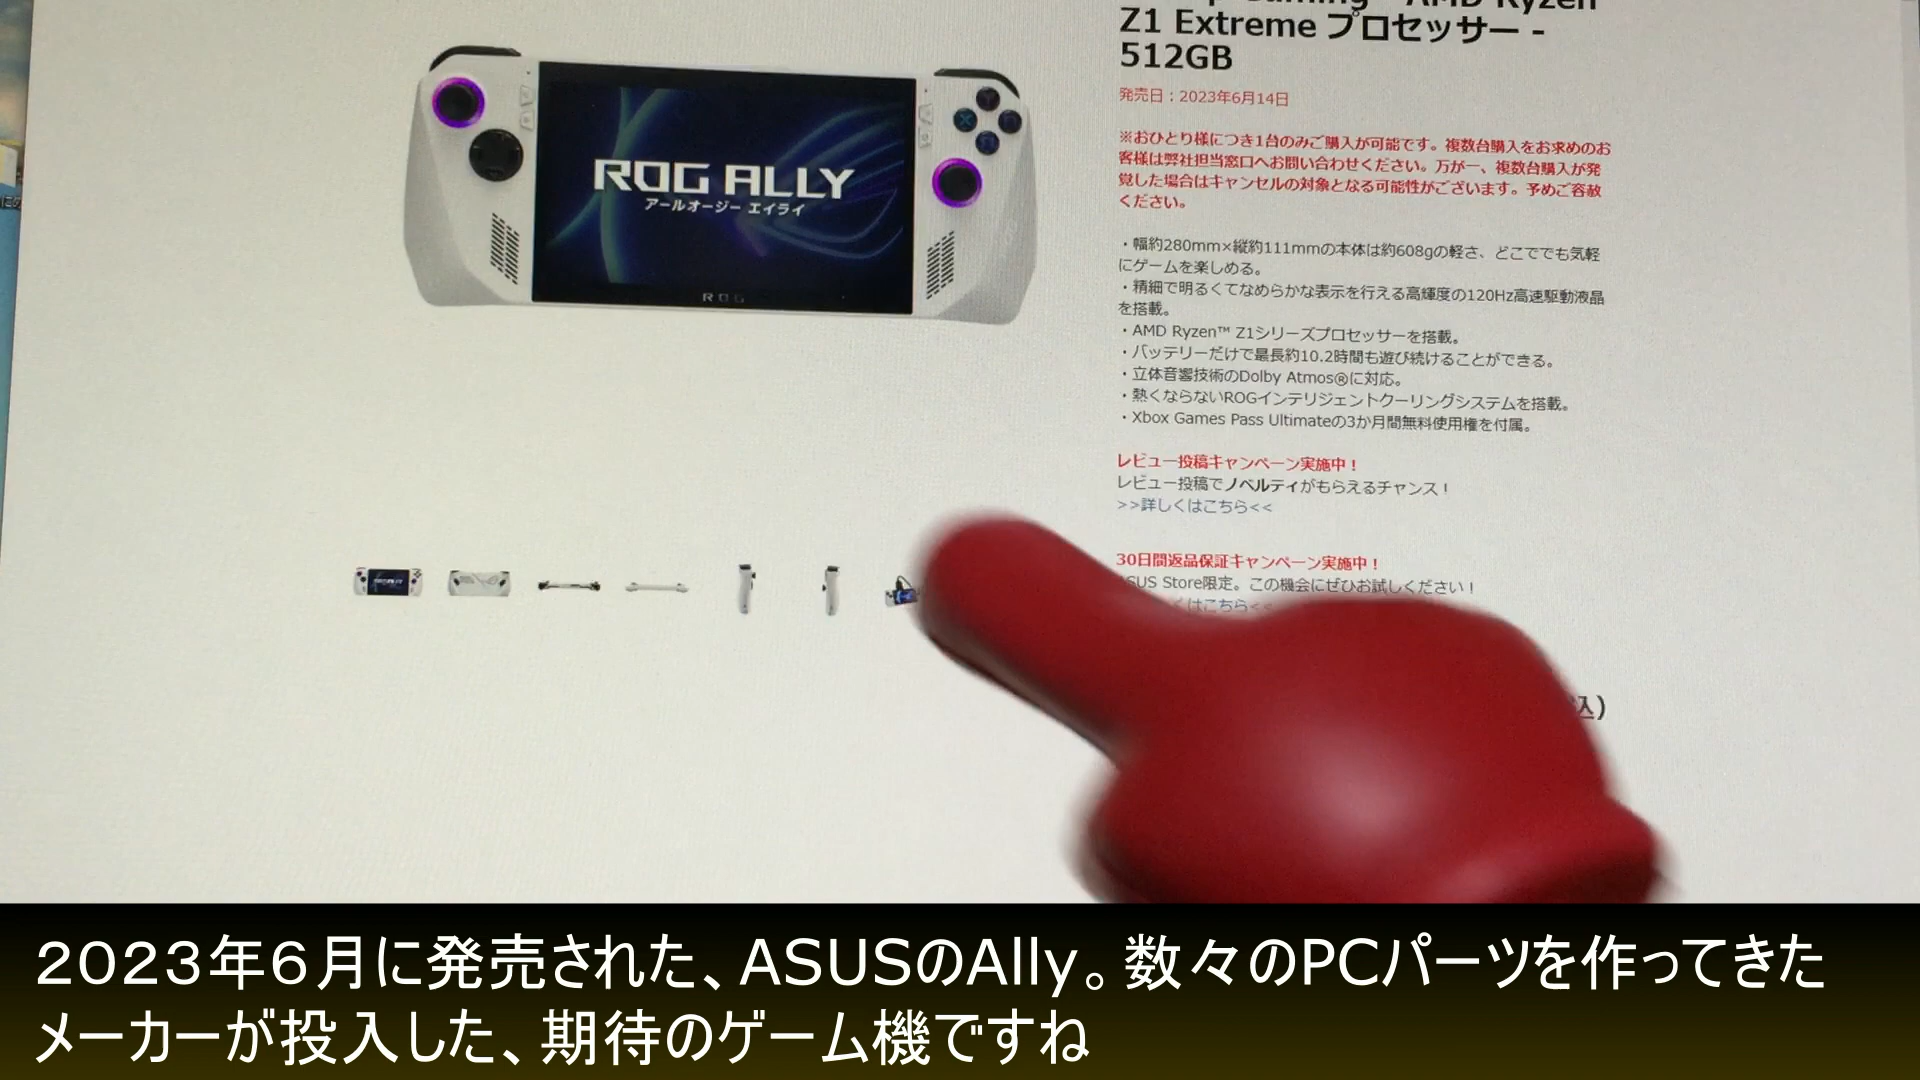 Z1 Extreme プロセッサー -
512GB
発売日：2023年6月14日
※おひとり様につき1台のみご購入が可能です。複数台購入をお求めのお
客様は弊社担当窓口へお問い合わせください。万が一、複数台購入が発
覚した場合はキャンセルの対象となる可能性がございます。予めご容赦
ください。
・幅約280mm×縦約111mmの本体は約608gの軽さ、どこででも気軽
にゲームを楽しめる。
・精細で明るくてなめらかな表示を行える高輝度の120Hz高速駆動液晶
を搭載。
・AMD Ryzen™ Z1シリーズプロセッサーを搭載。
・バッテリーだけで最長約10.2時間も遊び続けることができる。
・立体音響技術のDolby Atmos®に対応。
・熱くならないROGインテリジェントクーリングシステムを搭載。
・Xbox Games Pass Ultimateの3か月間無料使用権を付属。
レビュー投稿キャンペーン実施中！
レビュー投稿でノベルティがもらえるチャンス！
>>詳しくはこちら<<
30日間返品保証キャンペーン実施中！
ASUS Store限定。この機会にぜひお試しください！
くはこちら<<
込)
ROG ALLY
アールオージー エイライ
ROG
２０２３年６月に発売された、ASUSのAlly。数々のPCパーツを作ってきた
メーカーが投入した、期待のゲーム機ですね